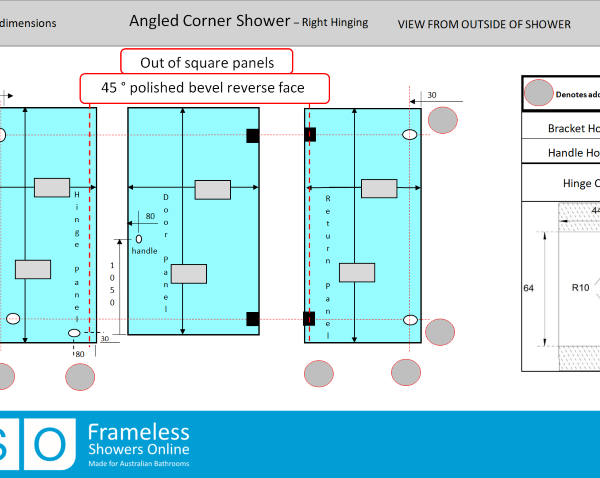 dimensions
Angled Corner Shower – Right Hinging
VIEW FROM OUTSIDE OF SHOWER
Out of square panels
45 ° polished bevel reverse face
30
Denotes add
Bracket Ho
Handle Ho
Hinge C
Hinge Panel
Door Panel
Return Panel
80
handle
1050
30
80
44
64
R10
SO
Frameless
Showers Online
Made for Australian Bathrooms